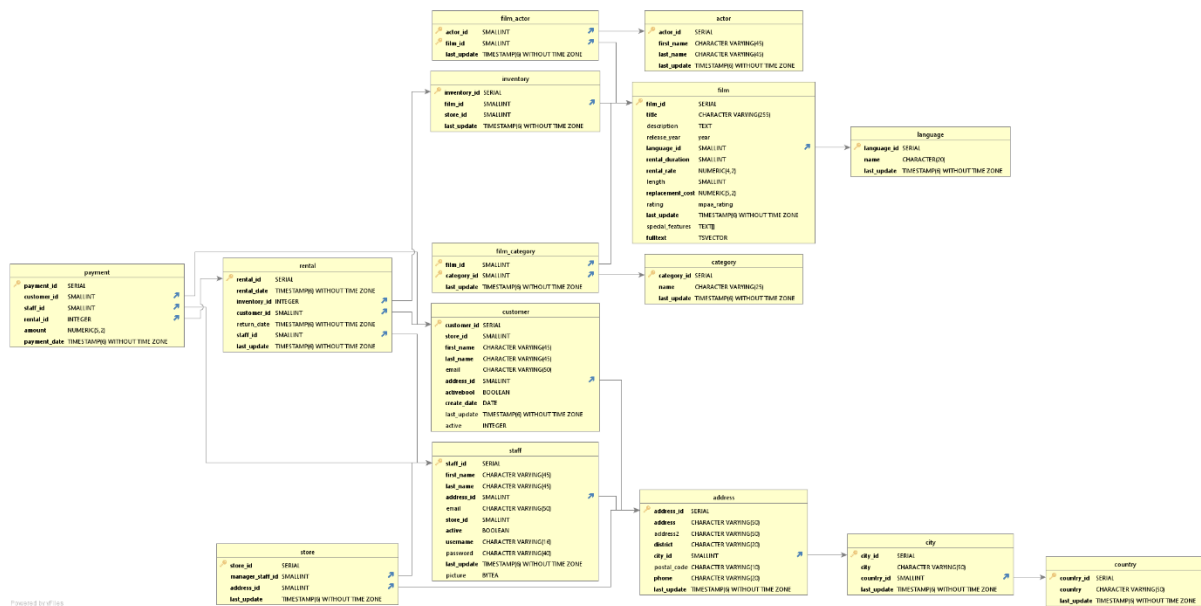 film_actor
actor_id SMALLINT
film_id SMALLINT
last_update TIMESTAMP(6) WITHOUT TIME ZONE
actor
actor_id SERIAL
first_name CHARACTER VARYING(45)
last_name CHARACTER VARYING(45)
last_update TIMESTAMP(6) WITHOUT TIME ZONE
inventory
inventory_id SERIAL
film_id SMALLINT
store_id SMALLINT
last_update TIMESTAMP(6) WITHOUT TIME ZONE
film
film_id SERIAL
title CHARACTER VARYING(255)
description TEXT
release_year year
language_id SMALLINT
rental_duration SMALLINT
rental_rate NUMERIC(4,2)
length SMALLINT
replacement_cost NUMERIC(5,2)
rating mpaa_rating
last_update TIMESTAMP(6) WITHOUT TIME ZONE
special_features TEXT[]
fulltext TSVECTOR
language
language_id SERIAL
name CHARACTER(20)
last_update TIMESTAMP(6) WITHOUT TIME ZONE
film_category
film_id SMALLINT
category_id SMALLINT
last_update TIMESTAMP(6) WITHOUT TIME ZONE
category
category_id SERIAL
name CHARACTER VARYING(25)
last_update TIMESTAMP(6) WITHOUT TIME ZONE
payment
payment_id SERIAL
customer_id SMALLINT
staff_id SMALLINT
rental_id INTEGER
amount NUMERIC(5,2)
payment_date TIMESTAMP(6) WITHOUT TIME ZONE
rental
rental_id SERIAL
rental_date TIMESTAMP(6) WITHOUT TIME ZONE
inventory_id INTEGER
customer_id SMALLINT
return_date TIMESTAMP(6) WITHOUT TIME ZONE
staff_id SMALLINT
last_update TIMESTAMP(6) WITHOUT TIME ZONE
customer
customer_id SERIAL
store_id SMALLINT
first_name CHARACTER VARYING(45)
last_name CHARACTER VARYING(45)
email CHARACTER VARYING(50)
address_id SMALLINT
activebool BOOLEAN
create_date DATE
last_update TIMESTAMP(6) WITHOUT TIME ZONE
active INTEGER
staff
staff_id SERIAL
first_name CHARACTER VARYING(45)
last_name CHARACTER VARYING(45)
address_id SMALLINT
email CHARACTER VARYING(50)
store_id SMALLINT
active BOOLEAN
username CHARACTER VARYING(16)
password CHARACTER VARYING(40)
last_update TIMESTAMP(6) WITHOUT TIME ZONE
picture BYTEA
store
store_id SERIAL
manager_staff_id SMALLINT
address_id SMALLINT
last_update TIMESTAMP(6) WITHOUT TIME ZONE
address
address_id SERIAL
address CHARACTER VARYING(50)
address2 CHARACTER VARYING(50)
district CHARACTER VARYING(20)
city_id SMALLINT
postal_code CHARACTER VARYING(10)
phone CHARACTER VARYING(20)
last_update TIMESTAMP(6) WITHOUT TIME ZONE
city
city_id SERIAL
city CHARACTER VARYING(50)
country_id SMALLINT
last_update TIMESTAMP(6) WITHOUT TIME ZONE
country
country_id SERIAL
country CHARACTER VARYING(50)
last_update TIMESTAMP(6) WITHOUT TIME ZONE
Powered by yFiles